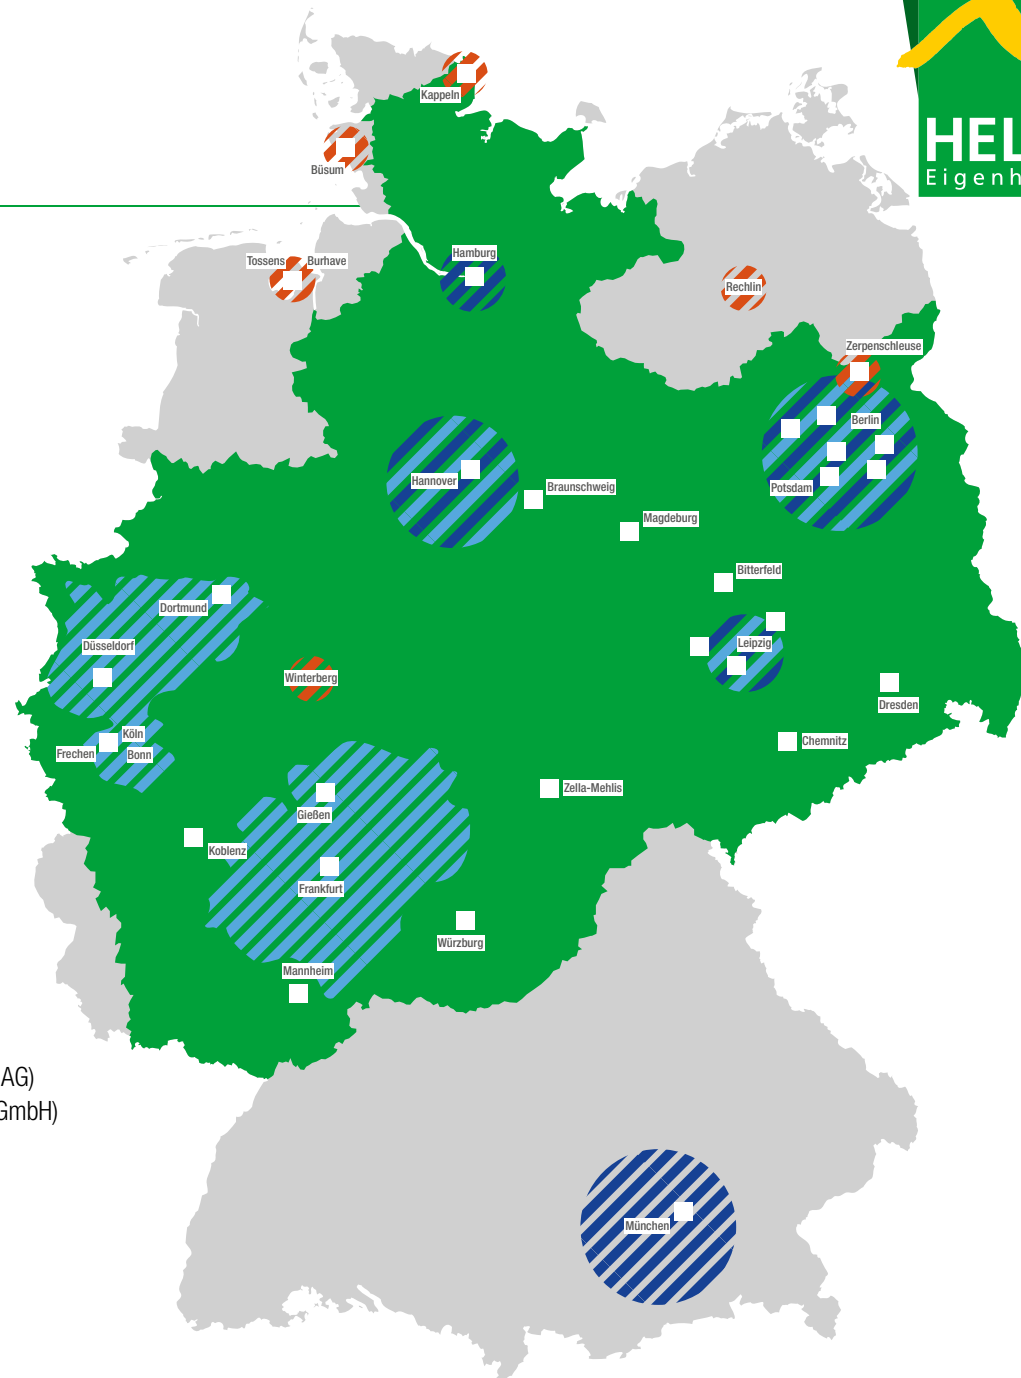 Kappeln
HEL
Eigenh
Büsum
Hamburg
Tossens
Burhave
Rechlin
Zerpenschleuse
Berlin
Hannover
Braunschweig
Potsdam
Magdeburg
Bitterfeld
Dortmund
Düsseldorf
Leipzig
Winterberg
Dresden
Köln
Frechen
Bonn
Chemnitz
Zella-Mehlis
Gießen
Koblenz
Frankfurt
Würzburg
Mannheim
AG)
GmbH)
München